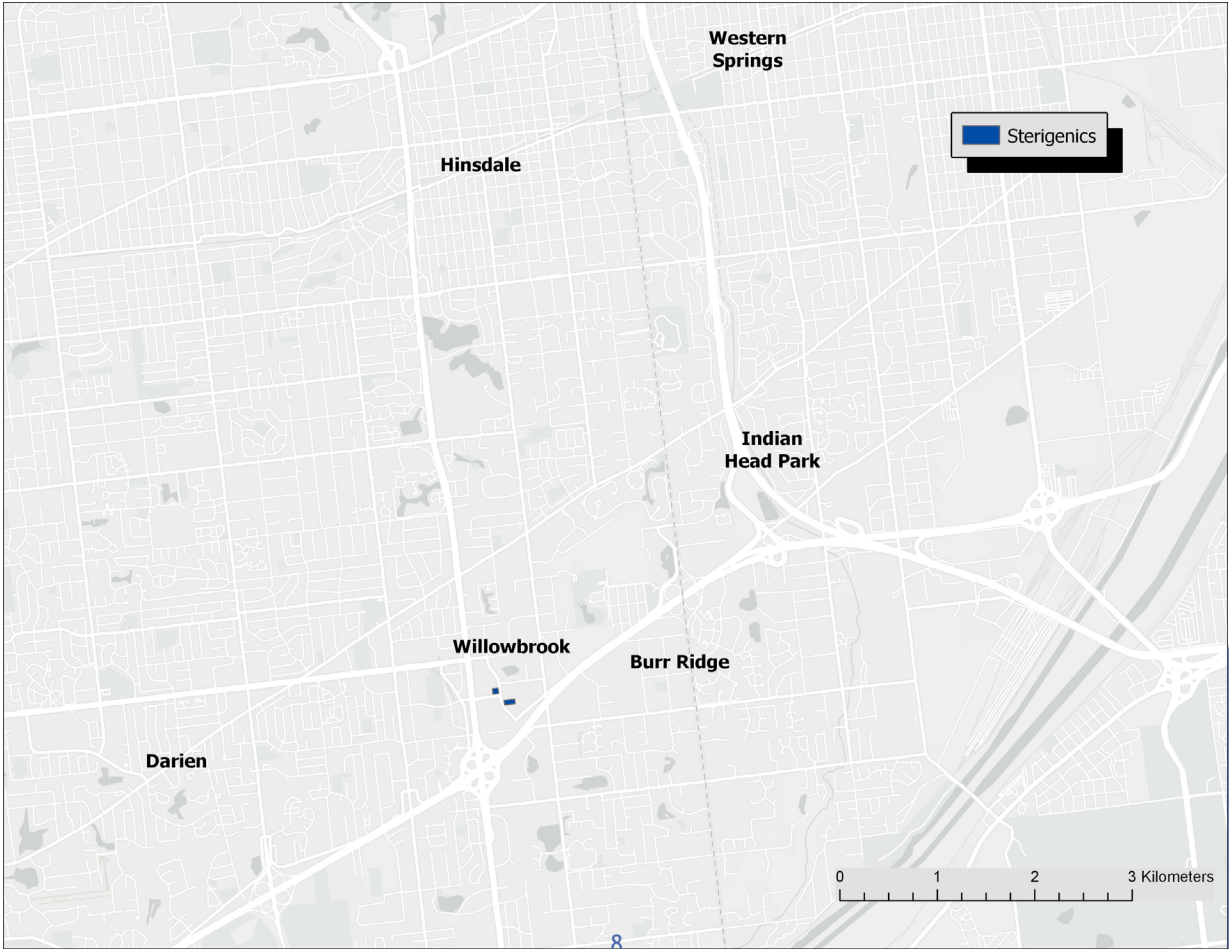 Western
Springs
Sterigenics
Hinsdale
Indian
Head Park
Willowbrook
Burr Ridge
Darien
0 1 2 3 Kilometers
8